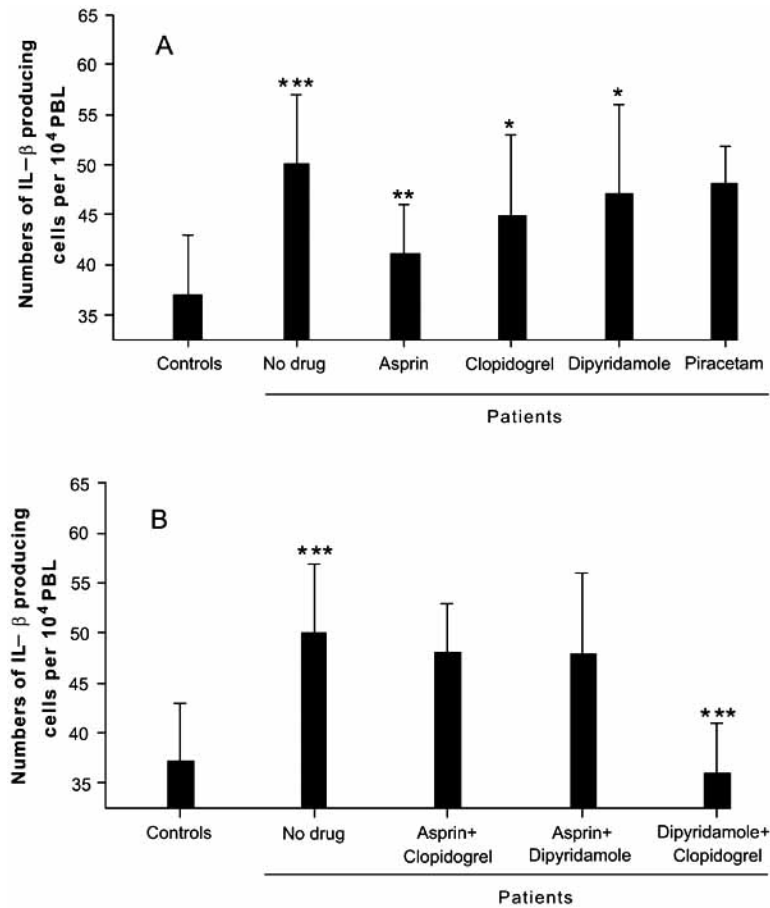 A
Numbers of IL–β producing
cells per 10⁴ PBL
65
60
55
50
45
40
35
***
**
*
*
Controls
No drug
Asprin
Clopidogrel
Dipyridamole
Piracetam
Patients
B
Numbers of IL–β producing
cells per 10⁴ PBL
65
60
55
50
45
40
35
***
***
Controls
No drug
Asprin+
Clopidogrel
Asprin+
Dipyridamole
Dipyridamole+
Clopidogrel
Patients